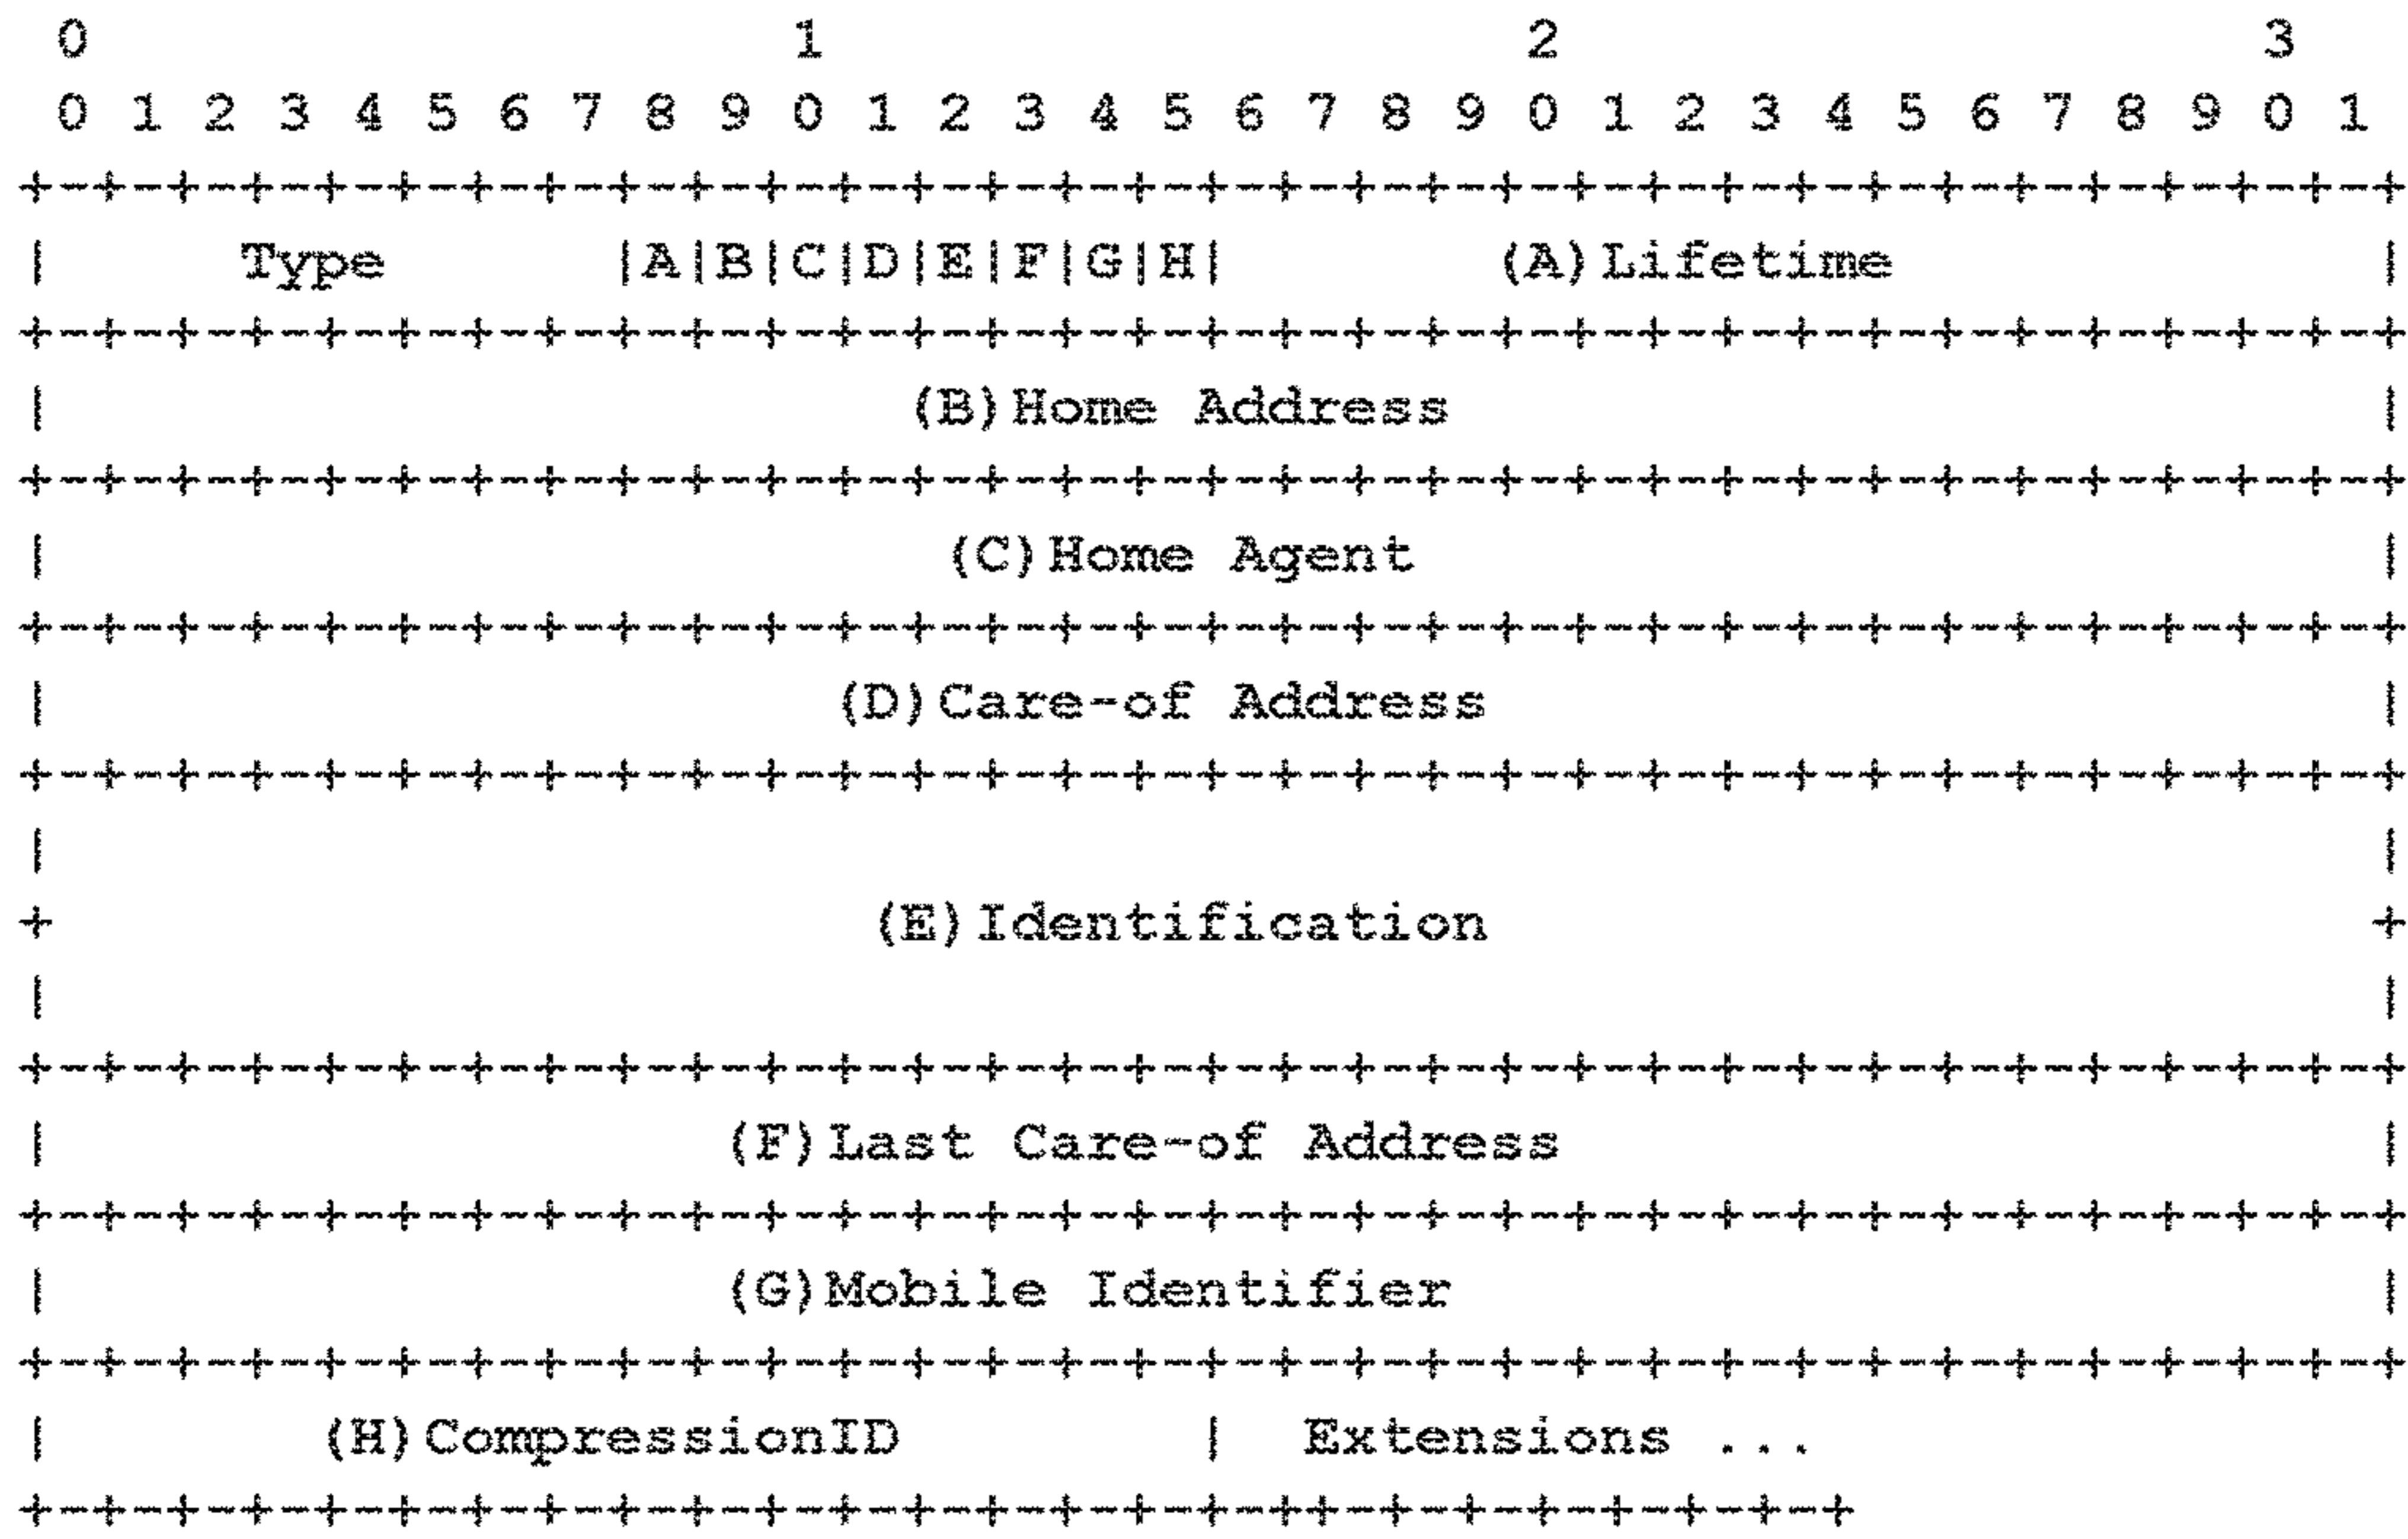 0                   1                   2                   3
 0 1 2 3 4 5 6 7 8 9 0 1 2 3 4 5 6 7 8 9 0 1 2 3 4 5 6 7 8 9 0 1
+-+-+-+-+-+-+-+-+-+-+-+-+-+-+-+-+-+-+-+-+-+-+-+-+-+-+-+-+-+-+-+-+
|     Type      |A|B|C|D|E|F|G|H|       (A)Lifetime             |
+-+-+-+-+-+-+-+-+-+-+-+-+-+-+-+-+-+-+-+-+-+-+-+-+-+-+-+-+-+-+-+-+
|                       (B)Home Address                         |
+-+-+-+-+-+-+-+-+-+-+-+-+-+-+-+-+-+-+-+-+-+-+-+-+-+-+-+-+-+-+-+-+
|                        (C)Home Agent                          |
+-+-+-+-+-+-+-+-+-+-+-+-+-+-+-+-+-+-+-+-+-+-+-+-+-+-+-+-+-+-+-+-+
|                     (D)Care-of Address                        |
+-+-+-+-+-+-+-+-+-+-+-+-+-+-+-+-+-+-+-+-+-+-+-+-+-+-+-+-+-+-+-+-+
|                                                               |
+                      (E)Identification                        +
|                                                               |
+-+-+-+-+-+-+-+-+-+-+-+-+-+-+-+-+-+-+-+-+-+-+-+-+-+-+-+-+-+-+-+-+
|                  (F)Last Care-of Address                      |
+-+-+-+-+-+-+-+-+-+-+-+-+-+-+-+-+-+-+-+-+-+-+-+-+-+-+-+-+-+-+-+-+
|                  (G)Mobile Identifier                         |
+-+-+-+-+-+-+-+-+-+-+-+-+-+-+-+-+-+-+-+-+-+-+-+-+-+-+-+-+-+-+-+-+
|       (H)CompressionID        |  Extensions ...
+-+-+-+-+-+-+-+-+-+-+-+-+-+-+-+-+-++-+-+-+-+-+-+-+